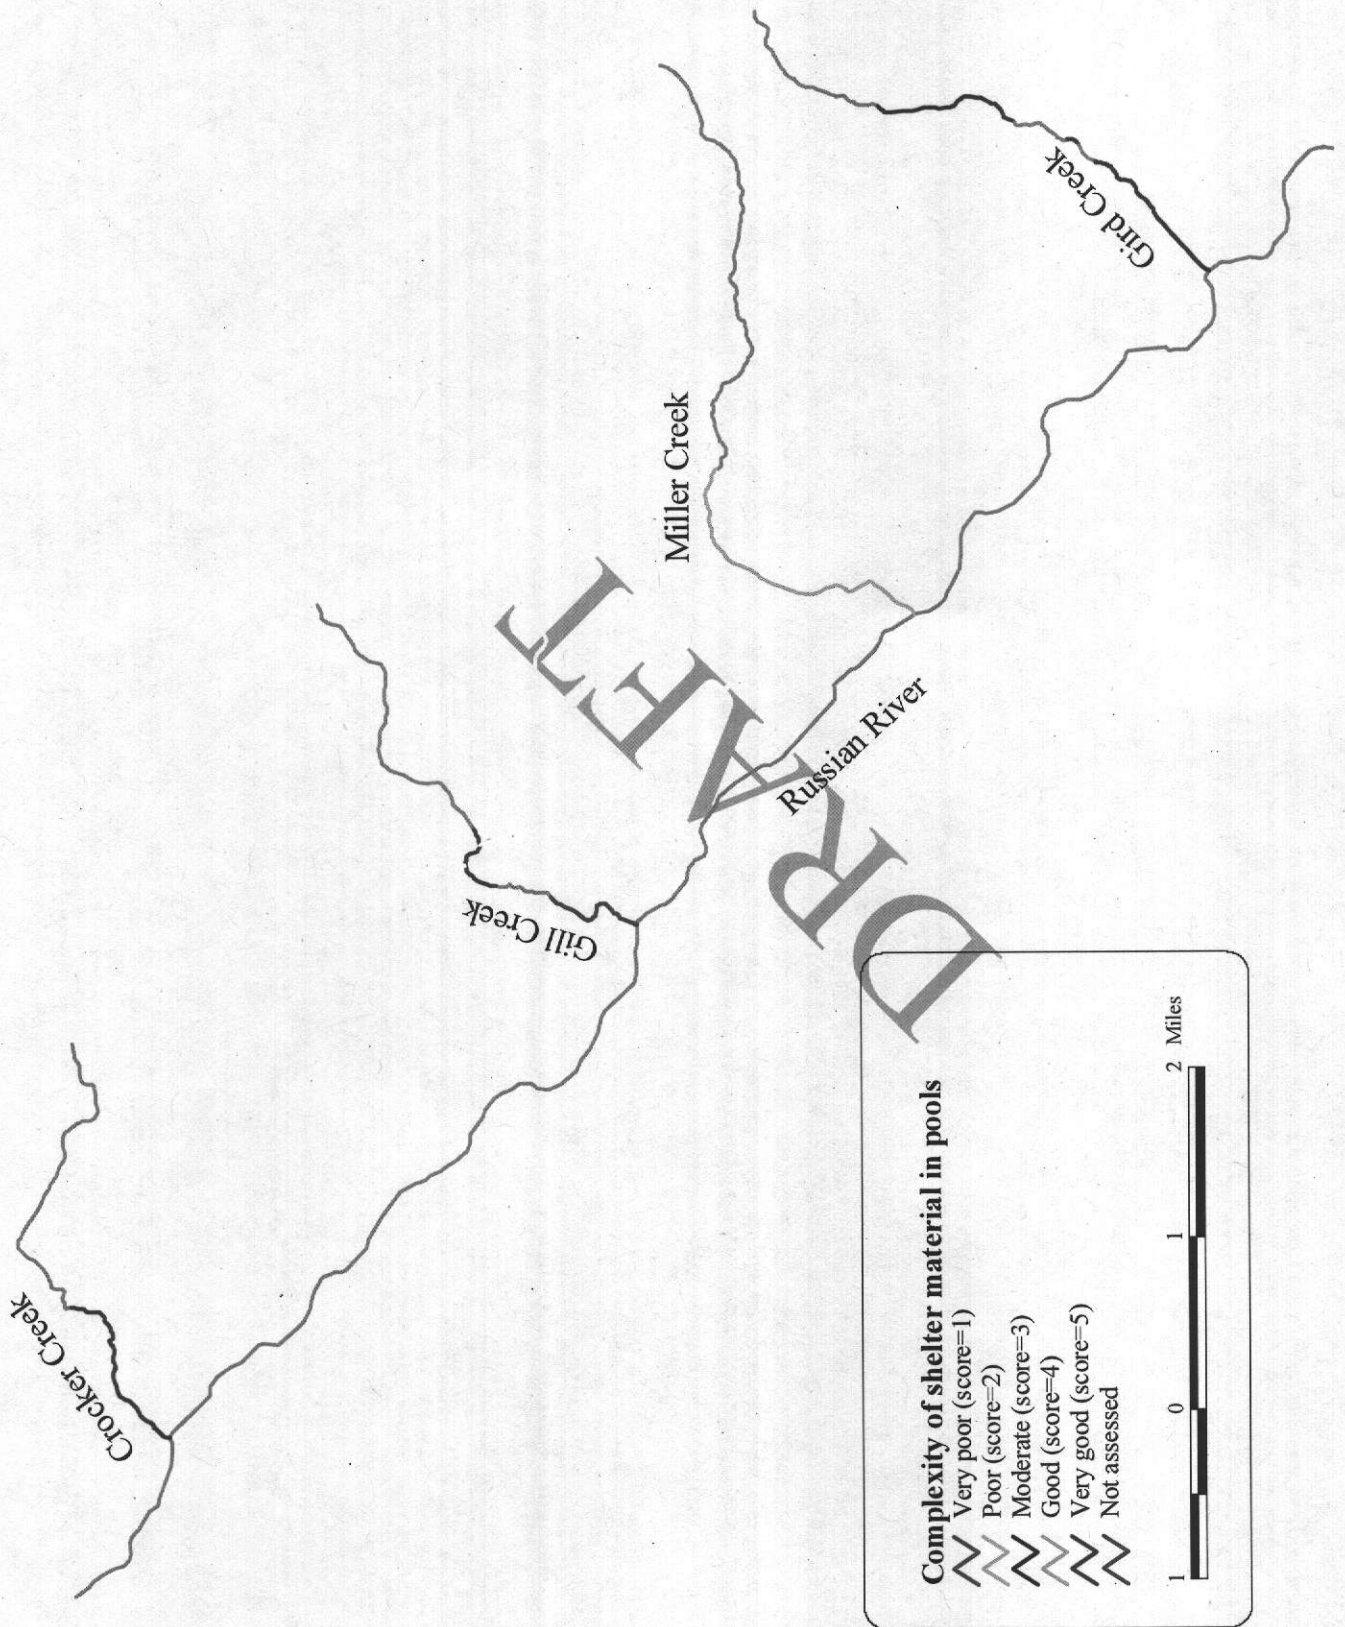 Crocker Creek
Gill Creek
Miller Creek
Gird Creek
Russian River
DRAFT
Complexity of shelter material in pools
Very poor (score=1)
Poor (score=2)
Moderate (score=3)
Good (score=4)
Very good (score=5)
Not assessed
1 0 1 2 Miles